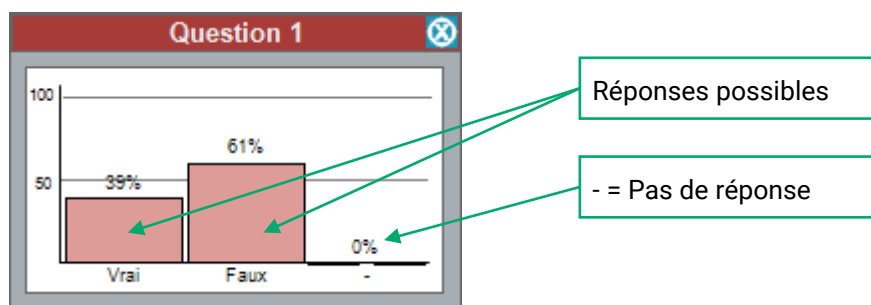 Question 1
100
50
39%
61%
0%
Vrai
Faux
-
Réponses possibles
- = Pas de réponse